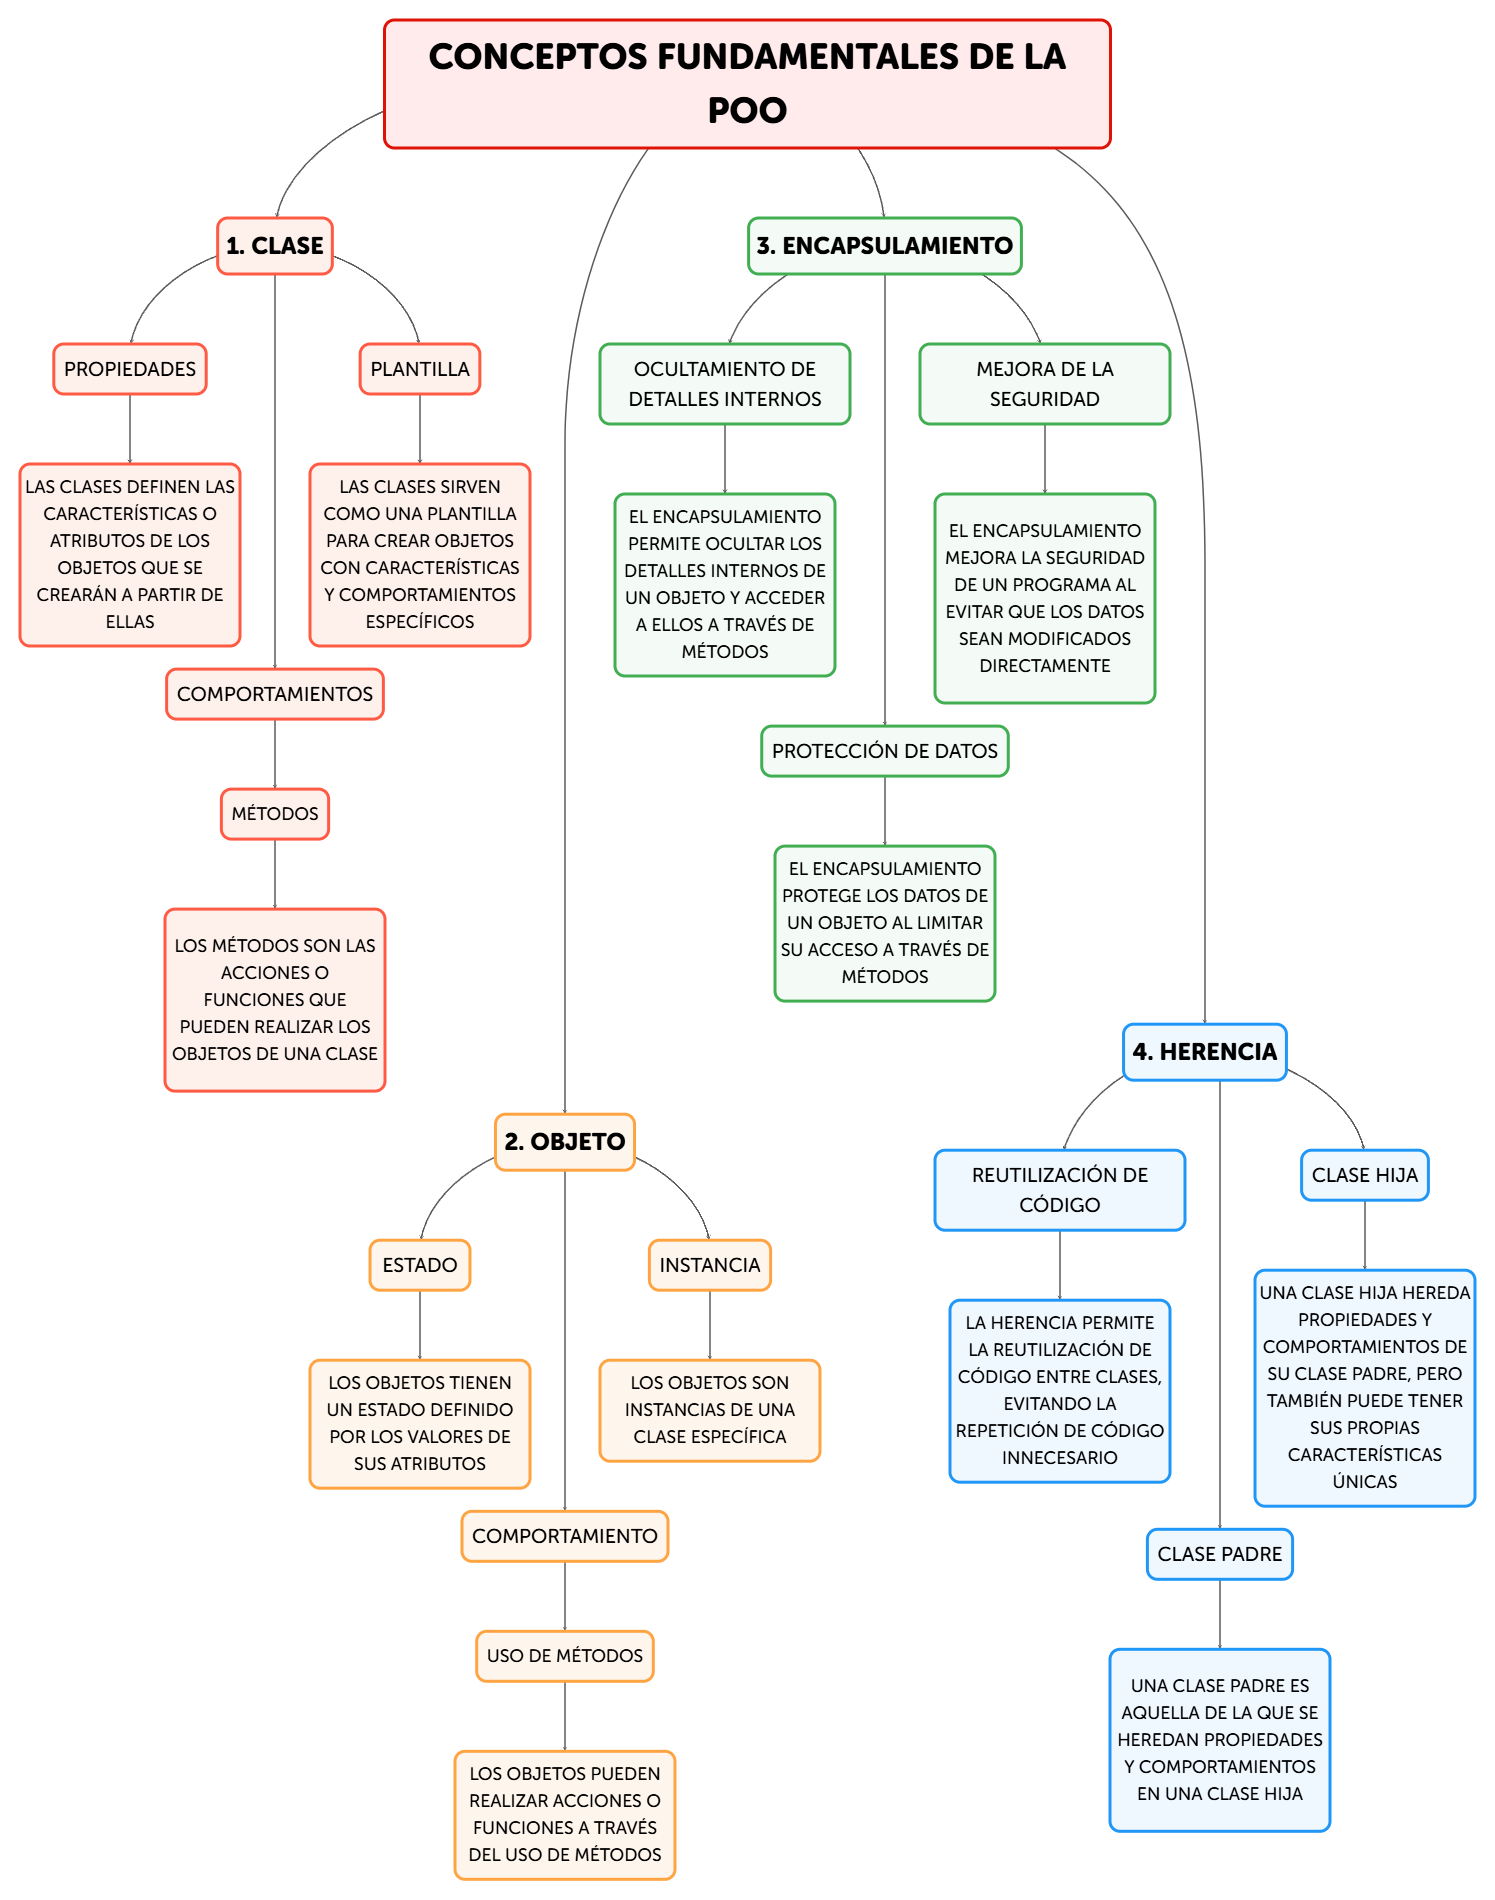 CONCEPTOS FUNDAMENTALES DE LA
POO
1. CLASE
PROPIEDADES
LAS CLASES DEFINEN LAS
CARACTERÍSTICAS O
ATRIBUTOS DE LOS
OBJETOS QUE SE
CREARÁN A PARTIR DE
ELLAS
PLANTILLA
LAS CLASES SIRVEN
COMO UNA PLANTILLA
PARA CREAR OBJETOS
CON CARACTERÍSTICAS
Y COMPORTAMIENTOS
ESPECÍFICOS
COMPORTAMIENTOS
MÉTODOS
LOS MÉTODOS SON LAS
ACCIONES O
FUNCIONES QUE
PUEDEN REALIZAR LOS
OBJETOS DE UNA CLASE
2. OBJETO
ESTADO
LOS OBJETOS TIENEN
UN ESTADO DEFINIDO
POR LOS VALORES DE
SUS ATRIBUTOS
INSTANCIA
LOS OBJETOS SON
INSTANCIAS DE UNA
CLASE ESPECÍFICA
COMPORTAMIENTO
USO DE MÉTODOS
LOS OBJETOS PUEDEN
REALIZAR ACCIONES O
FUNCIONES A TRAVÉS
DEL USO DE MÉTODOS
3. ENCAPSULAMIENTO
OCULTAMIENTO DE
DETALLES INTERNOS
EL ENCAPSULAMIENTO
PERMITE OCULTAR LOS
DETALLES INTERNOS DE
UN OBJETO Y ACCEDER
A ELLOS A TRAVÉS DE
MÉTODOS
MEJORA DE LA
SEGURIDAD
EL ENCAPSULAMIENTO
MEJORA LA SEGURIDAD
DE UN PROGRAMA AL
EVITAR QUE LOS DATOS
SEAN MODIFICADOS
DIRECTAMENTE
PROTECCIÓN DE DATOS
EL ENCAPSULAMIENTO
PROTEGE LOS DATOS DE
UN OBJETO AL LIMITAR
SU ACCESO A TRAVÉS DE
MÉTODOS
4. HERENCIA
REUTILIZACIÓN DE
CÓDIGO
LA HERENCIA PERMITE
LA REUTILIZACIÓN DE
CÓDIGO ENTRE CLASES,
EVITANDO LA
REPETICIÓN DE CÓDIGO
INNECESARIO
CLASE HIJA
UNA CLASE HIJA HEREDA
PROPIEDADES Y
COMPORTAMIENTOS DE
SU CLASE PADRE, PERO
TAMBIÉN PUEDE TENER
SUS PROPIAS
CARACTERÍSTICAS
ÚNICAS
CLASE PADRE
UNA CLASE PADRE ES
AQUELLA DE LA QUE SE
HEREDAN PROPIEDADES
Y COMPORTAMIENTOS
EN UNA CLASE HIJA